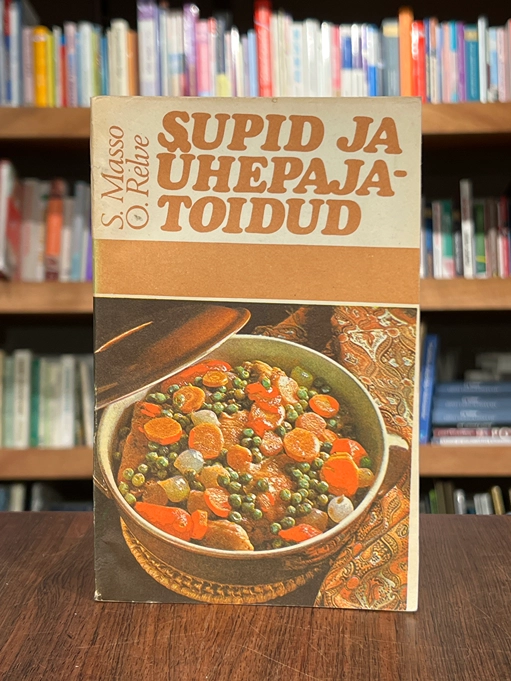 S. Masso
O. Relve
SUPID JA
ÜHEPAJA-
TOIDUD